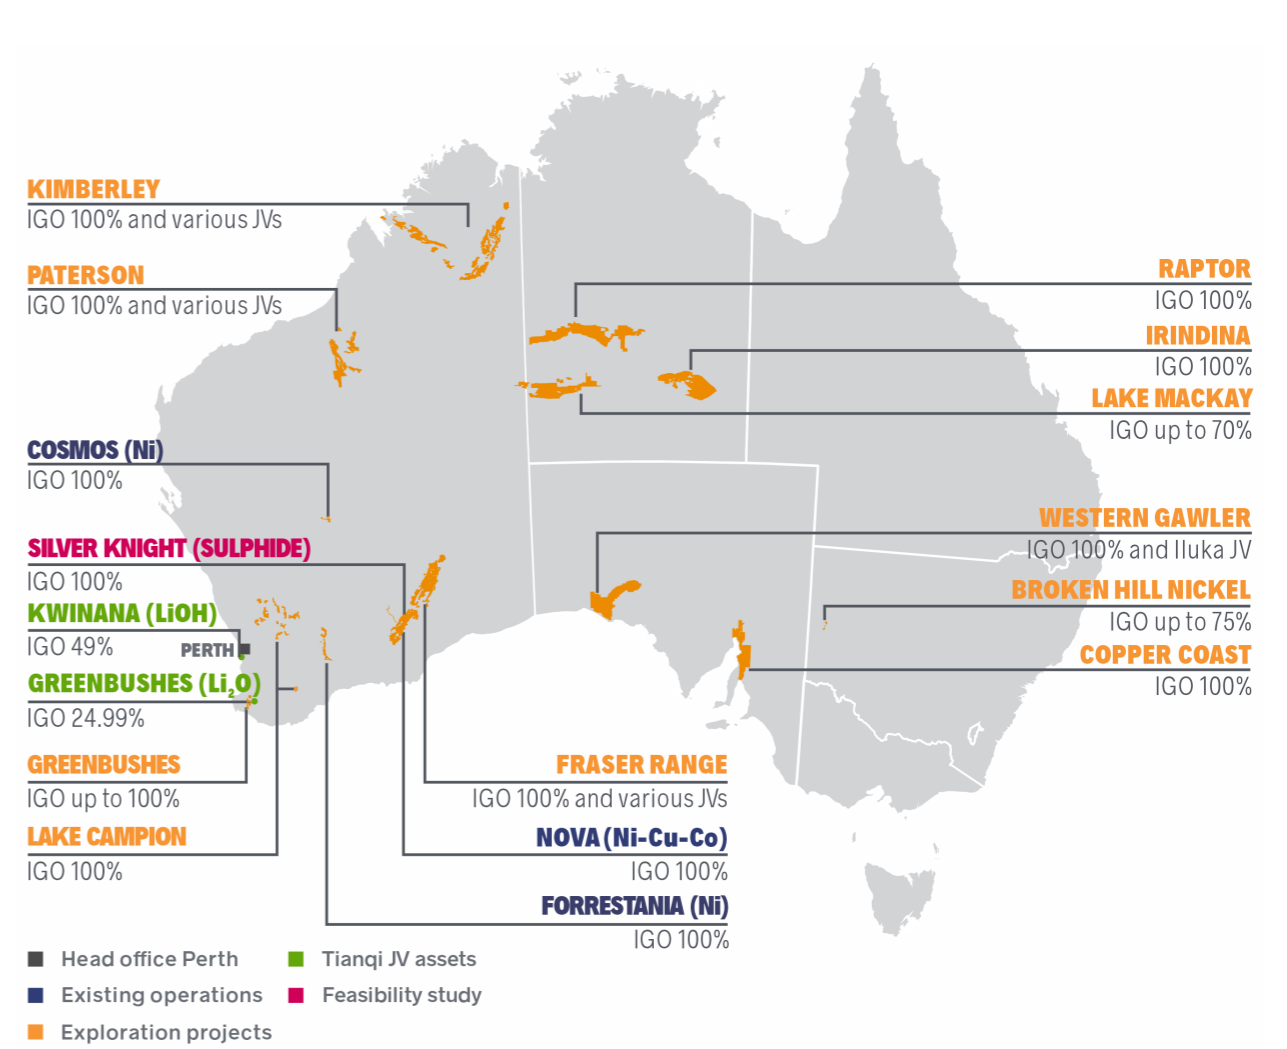 KIMBERLEY
IGO 100% and various JVs
PATERSON
IGO 100% and various JVs
COSMOS (Ni)
IGO 100%
SILVER KNIGHT (SULPHIDE)
IGO 100%
KWINANA (LiOH)
IGO 49%
PERTH
GREENBUSHES (Li₂O)
IGO 24.99%
GREENBUSHES
IGO up to 100%
LAKE CAMPION
IGO 100%
RAPTOR
IGO 100%
IRINDINA
IGO 100%
LAKE MACKAY
IGO up to 70%
WESTERN GAWLER
IGO 100% and Iluka JV
BROKEN HILL NICKEL
IGO up to 75%
COPPER COAST
IGO 100%
FRASER RANGE
IGO 100% and various JVs
NOVA (Ni-Cu-Co)
IGO 100%
FORRESTANIA (Ni)
IGO 100%
Head office Perth
Existing operations
Exploration projects
Tianqi JV assets
Feasibility study